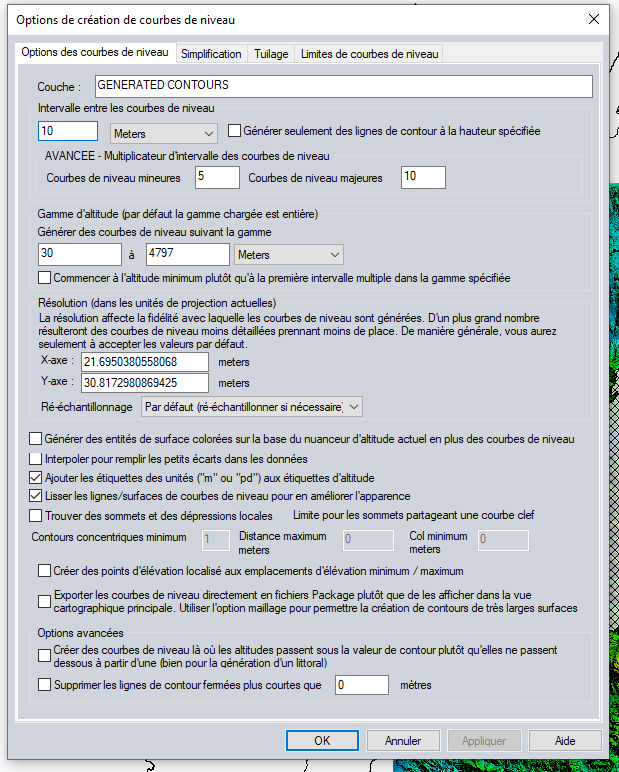 Options de création de courbes de niveau
Options des courbes de niveau Simplification Tuilage Limites de courbes de niveau
Couche : GENERATED CONTOURS
Intervalle entre les courbes de niveau
10 Meters Générer seulement des lignes de contour à la hauteur spécifiée
AVANCEE - Multiplicateur d'intervalle des courbes de niveau
Courbes de niveau mineures 5 Courbes de niveau majeures 10
Gamme d'altitude (par défaut la gamme chargée est entière)
Générer des courbes de niveau suivant la gamme
30 à 4797 Meters
Commencer à l'altitude minimum plutôt qu'à la première intervalle multiple dans la gamme spécifiée
Résolution (dans les unités de projection actuelles)
La résolution affecte la fidélité avec laquelle les courbes de niveau sont générées. D'un plus grand nombre
résulteront des courbes de niveau moins détaillées prennant moins de place. De manière générale, vous aurez
seulement à accepter les valeurs par défaut.
X-axe : 21.6950380558068 meters
Y-axe : 30.8172980869425 meters
Ré-échantillonnage Par défaut (ré-échantillonner si nécessaire)
Générer des entités de surface colorées sur la base du nuanceur d'altitude actuel en plus des courbes de niveau
Interpoler pour remplir les petits écarts dans les données
Ajouter les étiquettes des unités ("m" ou "pd") aux étiquettes d'altitude
Lisser les lignes/surfaces de courbes de niveau pour en améliorer l'apparence
Trouver des sommets et des dépressions locales Limite pour les sommets partageant une courbe clef
Contours concentriques minimum 1 Distance maximum 0 Col minimum 0
meters meters
Créer des points d'élévation localisé aux emplacements d'élévation minimum / maximum
Exporter les courbes de niveau directement en fichiers Package plutôt que de les afficher dans la vue
cartographique principale. Utiliser l'option maillage pour permettre la création de contours de très larges surfaces
Options avancées
Créer des courbes de niveau là où les altitudes passent sous la valeur de contour plutôt qu'elles ne passent
dessous à partir d'une (bien pour la génération d'un littoral)
Supprimer les lignes de contour fermées plus courtes que 0 mètres
OK Annuler Appliquer Aide